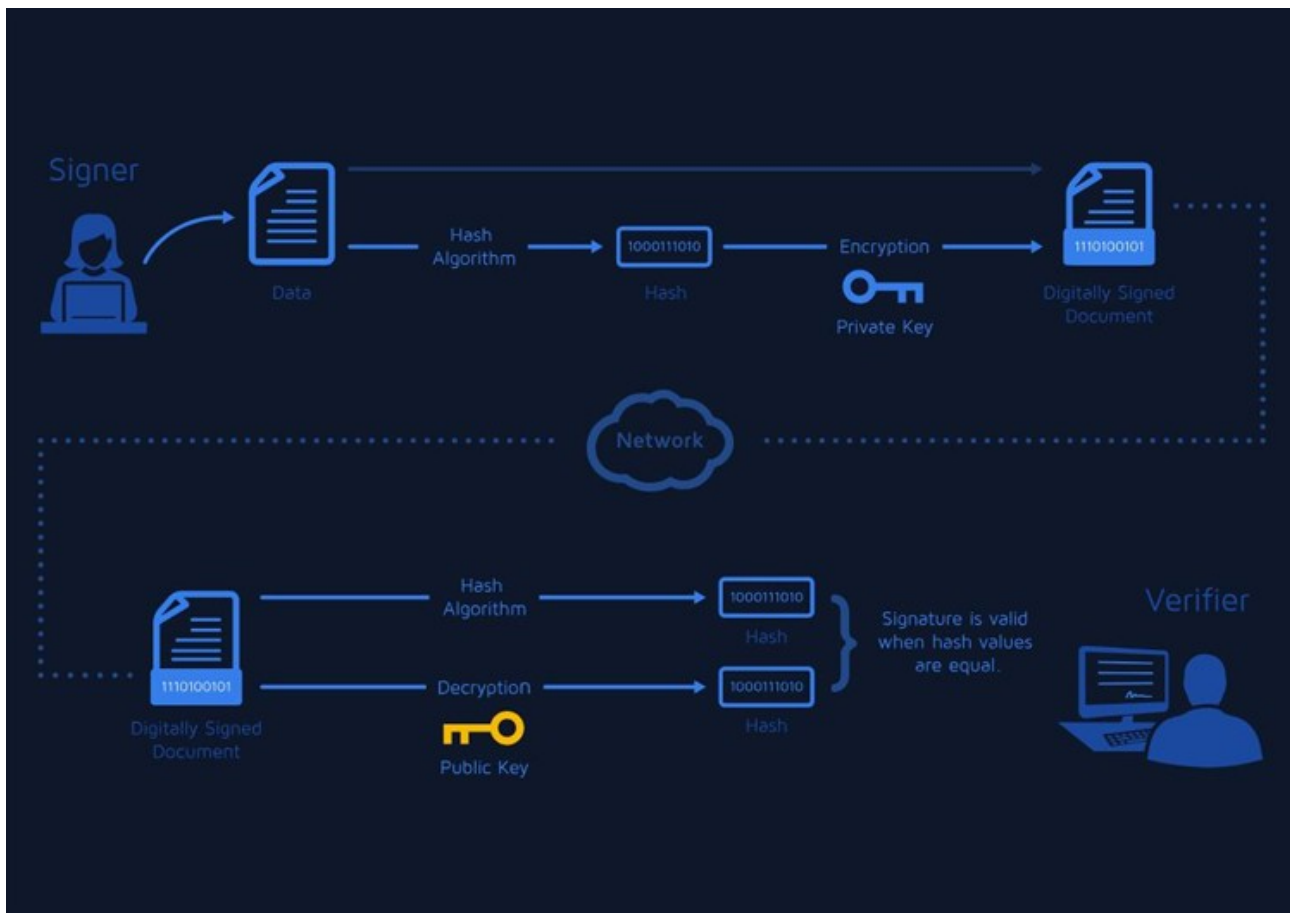 Signer
Data
Hash
Algorithm
1000111010
Hash
Encryption
Private Key
1110100101
Digitally Signed
Document
Network
1110100101
Digitally Signed
Document
Hash
Algorithm
1000111010
Hash
Decryption
Public Key
1000111010
Hash
Signature is valid
when hash values
are equal.
Verifier